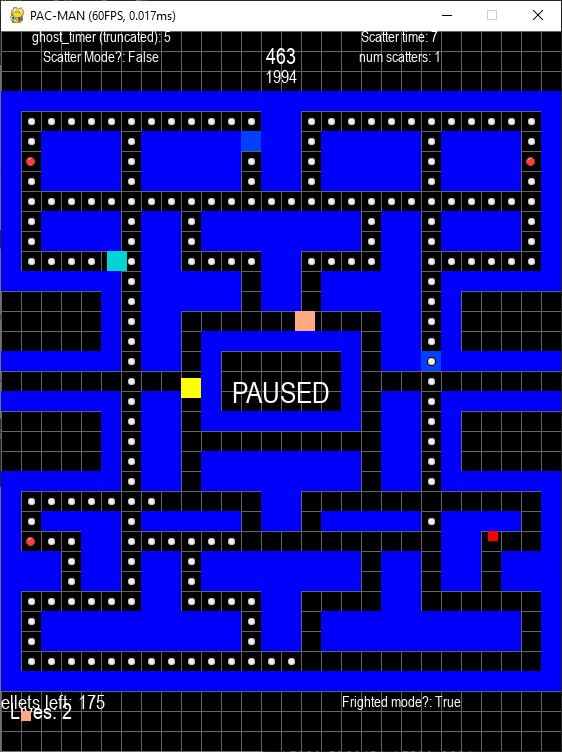 PAC-MAN (60FPS, 0.017ms)
ghost_timer (truncated): 5
Scatter time: 7
Scatter Mode?: False
463
num scatters: 1
1994
PAUSED
ellets left: 175
Frighted mode?: True
Lives: 2